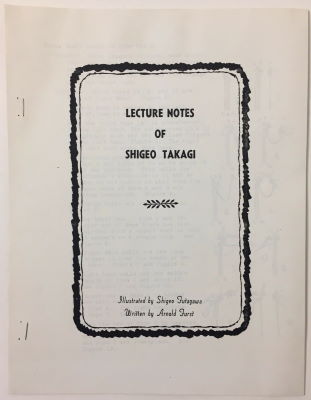 LECTURE NOTES
OF
SHIGEO TAKAGI
Illustrated by Shigeo Futagawa
Written by Arnold Furst